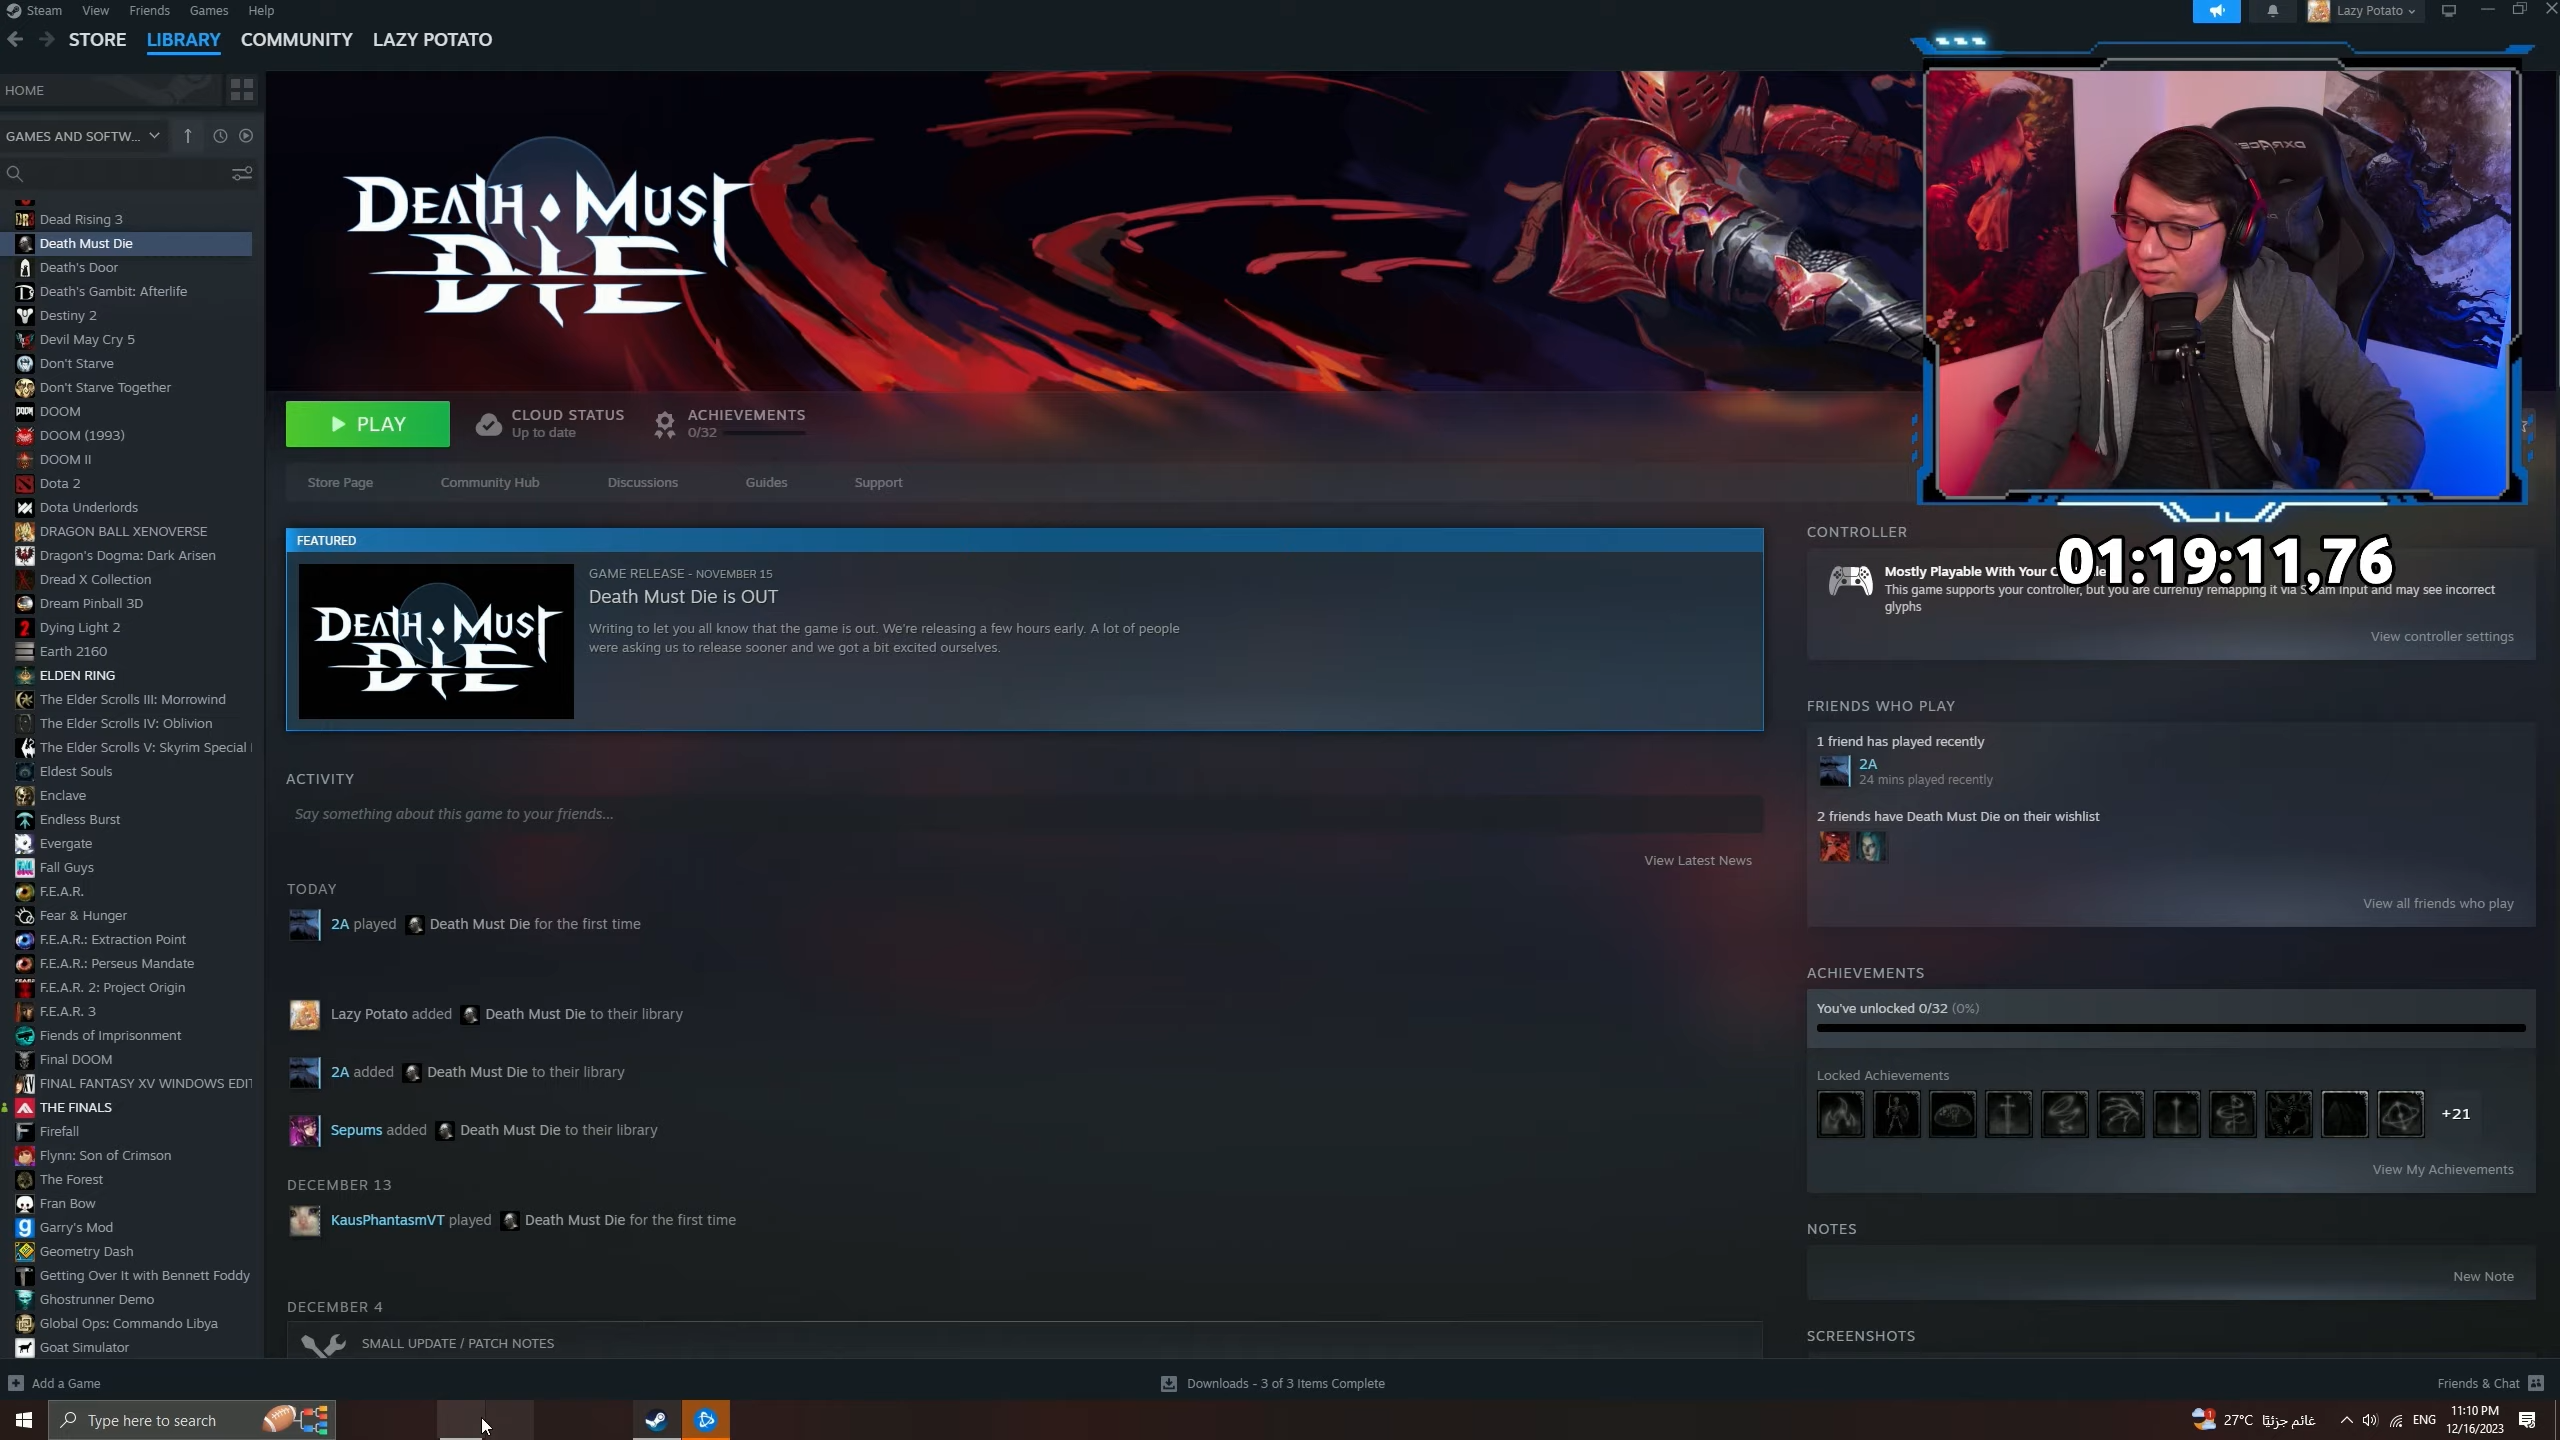 Steam View Friends Games Help
Lazy Potato
STORE LIBRARY COMMUNITY LAZY POTATO
HOME
GAMES AND SOFTW...
Dead Rising 3
Death Must Die
Death's Door
Death's Gambit: Afterlife
Destiny 2
Devil May Cry 5
Don't Starve
Don't Starve Together
DOOM
DOOM (1993)
DOOM II
Dota 2
Dota Underlords
DRAGON BALL XENOVERSE
Dragon's Dogma: Dark Arisen
Dread X Collection
Dream Pinball 3D
Dying Light 2
Earth 2160
ELDEN RING
The Elder Scrolls III: Morrowind
The Elder Scrolls IV: Oblivion
The Elder Scrolls V: Skyrim Special
Eldest Souls
Enclave
Endless Burst
Evergate
Fall Guys
F.E.A.R.
Fear & Hunger
F.E.A.R.: Extraction Point
F.E.A.R.: Perseus Mandate
F.E.A.R. 2: Project Origin
F.E.A.R. 3
Fiends of Imprisonment
Final DOOM
FINAL FANTASY XV WINDOWS EDIT
THE FINALS
Firefall
Flynn: Son of Crimson
The Forest
Fran Bow
Garry's Mod
Geometry Dash
Getting Over It with Bennett Foddy
Ghostrunner Demo
Global Ops: Commando Libya
Goat Simulator
DEATH MUST
DIE
DXRACER
PLAY
CLOUD STATUS
Up to date
ACHIEVEMENTS
0/32
Store Page Community Hub Discussions Guides Support
FEATURED
DEATH MUST
DIE
GAME RELEASE - NOVEMBER 15
Death Must Die is OUT
Writing to let you all know that the game is out. We're releasing a few hours early. A lot of people
were asking us to release sooner and we got a bit excited ourselves.
ACTIVITY
Say something about this game to your friends...
View Latest News
TODAY
2A played Death Must Die for the first time
Lazy Potato added Death Must Die to their library
2A added Death Must Die to their library
Sepums added Death Must Die to their library
DECEMBER 13
KausPhantasmVT played Death Must Die for the first time
DECEMBER 4
SMALL UPDATE / PATCH NOTES
CONTROLLER
01:19:11,76
Mostly Playable With Your
This game supports your controller, but you are currently remapping it via Steam Input and may see incorrect
glyphs
View controller settings
FRIENDS WHO PLAY
1 friend has played recently
2A
24 mins played recently
2 friends have Death Must Die on their wishlist
View all friends who play
ACHIEVEMENTS
You've unlocked 0/32 (0%)
Locked Achievements
+21
View My Achievements
NOTES
New Note
SCREENSHOTS
Add a Game
Downloads - 3 of 3 Items Complete
Friends & Chat
Type here to search
27°C غائم جزئيًا
ENG
11:10 PM
12/16/2023